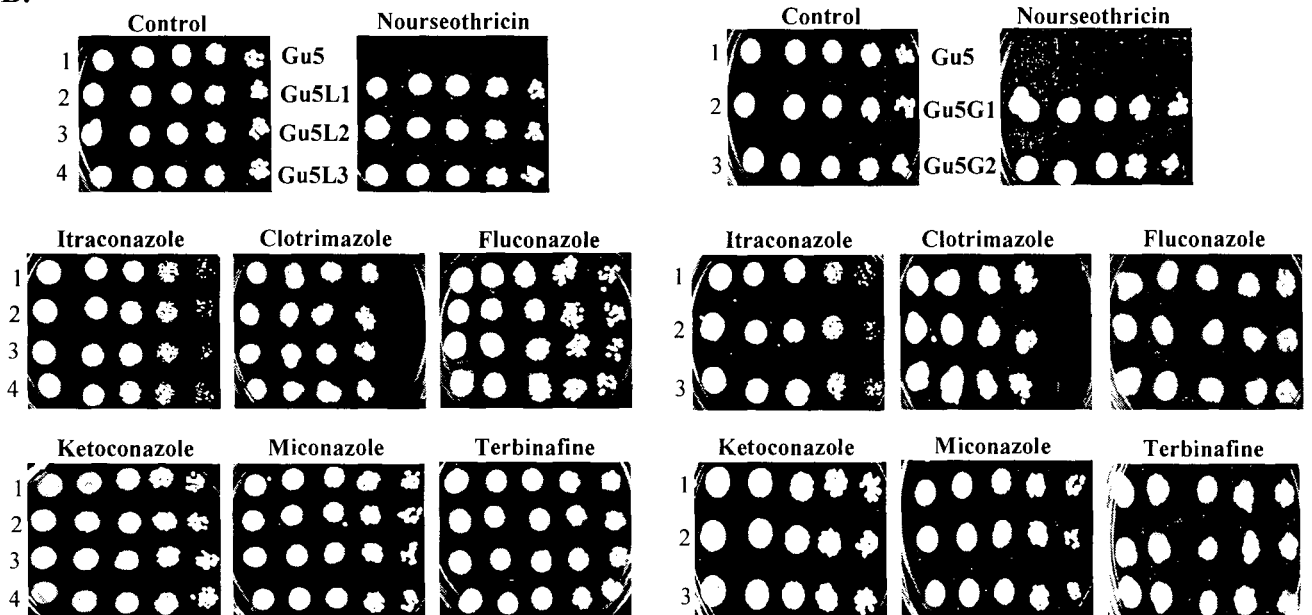 B.
Control Nourseothricin
1 Gu5
2 Gu5L1
3 Gu5L2
4 Gu5L3
Itraconazole Clotrimazole Fluconazole
1
2
3
4
Ketoconazole Miconazole Terbinafine
1
2
3
4
Control Nourseothricin
1 Gu5
2 Gu5G1
3 Gu5G2
Itraconazole Clotrimazole Fluconazole
1
2
3
Ketoconazole Miconazole Terbinafine
1
2
3